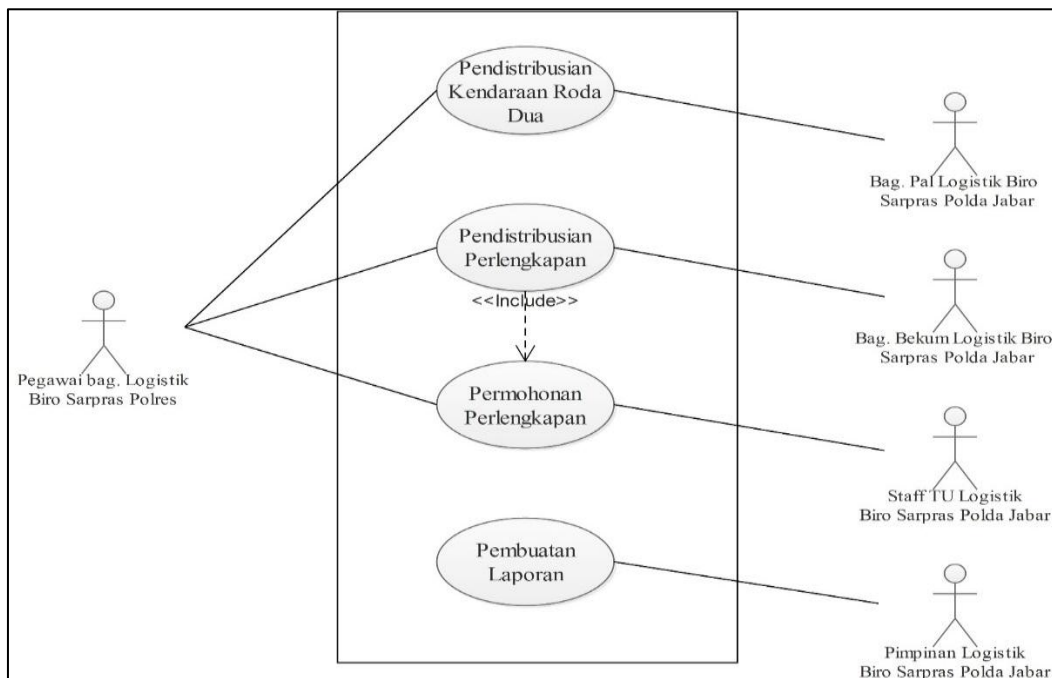 Pendistribusian
Kendaraan Roda
Dua
Bag. Pal Logistik Biro
Sarpras Polda Jabar
Pendistribusian
Perlengkapan
<<Include>>
Bag. Bekum Logistik Biro
Sarpras Polda Jabar
Pegawai bag. Logistik
Biro Sarpras Polres
Permohonan
Perlengkapan
Staff TU Logistik
Biro Sarpras Polda Jabar
Pembuatan
Laporan
Pimpinan Logistik
Biro Sarpras Polda Jabar